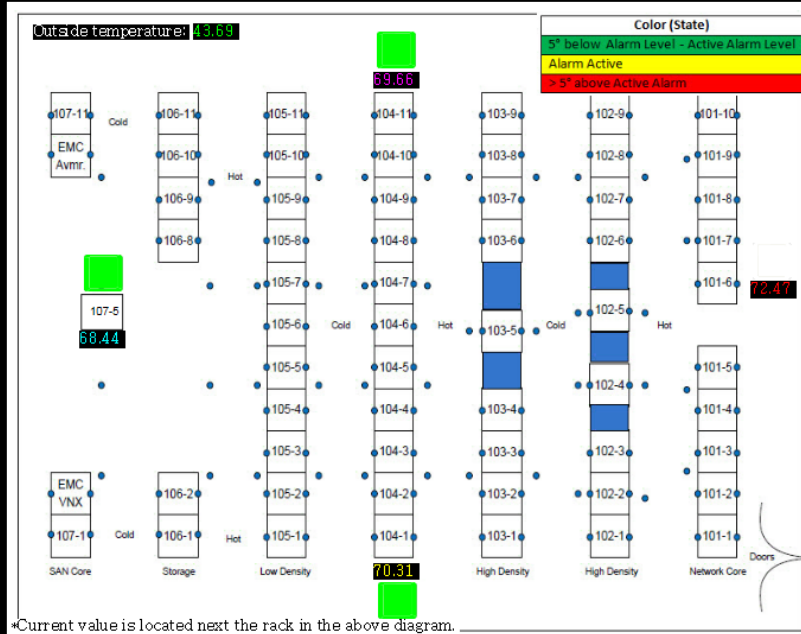 Outside temperature: 43.69
Color (State)
5° below Alarm Level - Active Alarm Level
Alarm Active
> 5° above Active Alarm
69.66
107-11 Cold 106-11 105-11 104-11 103-9 102-9 101-10
EMC Avmr. 106-10 105-10 104-10 103-8 102-8 101-9
Hot
106-9 105-9 104-9 103-7 102-7 101-8
106-8 105-8 104-8 103-6 102-6 101-7
105-7 104-7 101-6 72.47
107-5 105-6 Cold 104-6 Hot 103-5 Cold 102-5 Hot
68.44
105-5 104-5 102-4 101-5
105-4 104-4 103-4 101-4
105-3 104-3 103-3 102-3 101-3
EMC VNX 106-2 105-2 104-2 103-2 102-2 101-2
107-1 Cold 106-1 Hot 105-1 104-1 103-1 102-1 101-1
Doors
SAN Core Storage Low Density 70.31 High Density High Density Network Core
*Current value is located next the rack in the above diagram.